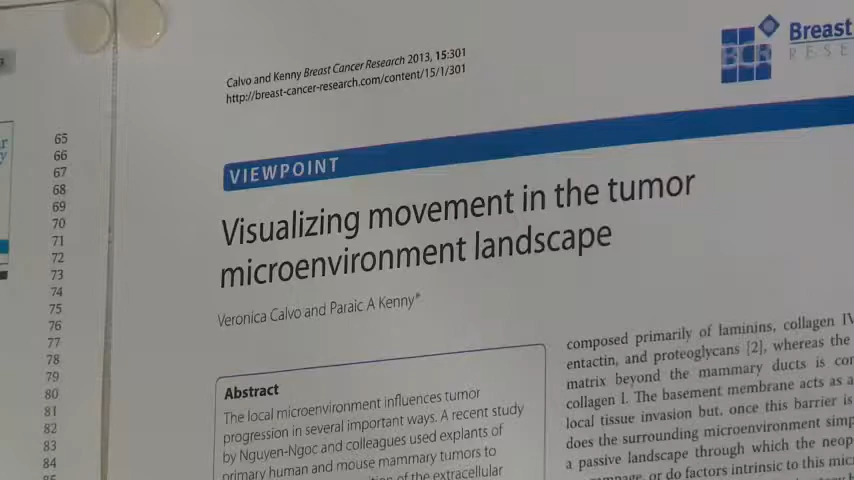 65
66
67
68
69
70
71
72
73
74
75
76
77
78
79
80
81
82
83
84
Calvo and Kenny Breast Cancer Research 2013, 15:301
http://breast-cancer-research.com/content/15/1/301
BCR
Breast
VIEWPOINT
Visualizing movement in the tumor
microenvironment landscape
Veronica Calvo and Paraic A Kenny*
Abstract
The local microenvironment influences tumor
progression in several important ways. A recent study
by Nguyen-Ngoc and colleagues used explants of
primary human and mouse mammary tumors to
of the extracellular
composed primarily of laminins, collagen IV
entactin, and proteoglycans [2], whereas the
matrix beyond the mammary ducts is
collagen I. The basement membrane acts as a
local tissue invasion but, once this barrier is
does the surrounding microenvironment
a passive landscape through which the
or do factors intrinsic to this